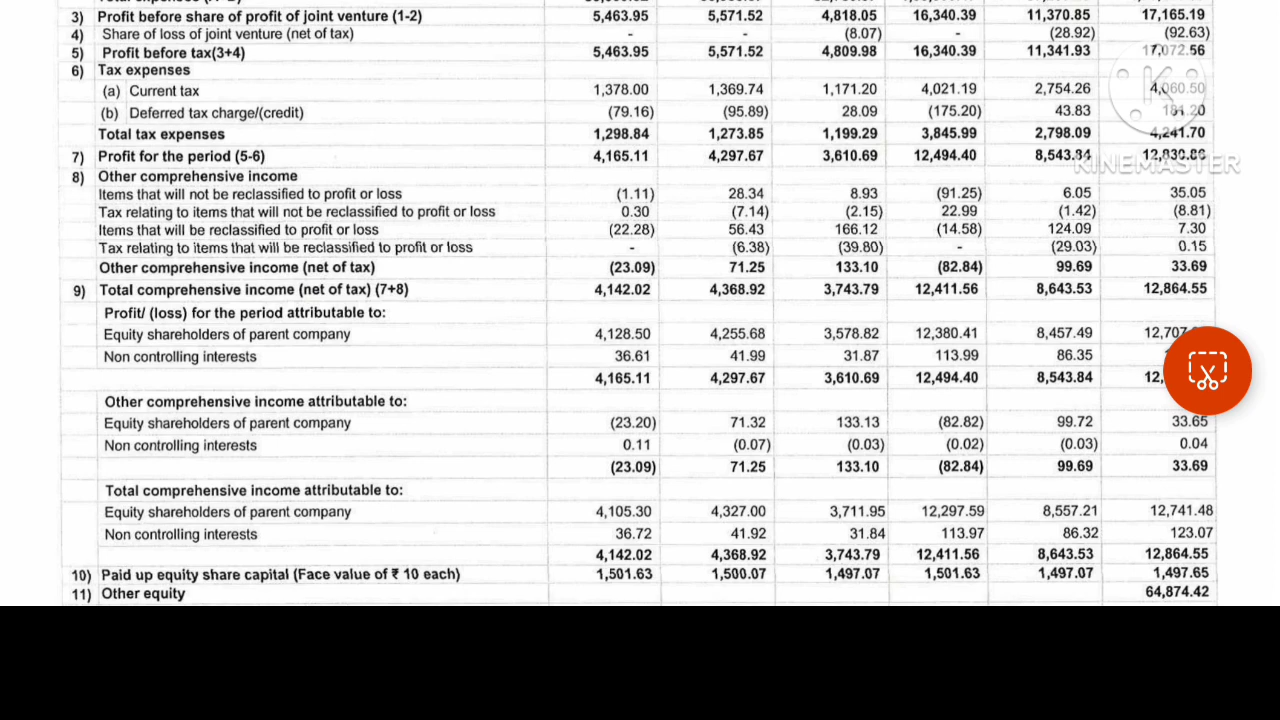 3) Profit before share of profit of joint venture (1-2) 5,463.95 5,571.52 4,818.05 16,340.39 11,370.85 17,165.19
4) Share of loss of joint venture (net of tax) - - (8.07) - (28.92) (92.63)
5) Profit before tax(3+4) 5,463.95 5,571.52 4,809.98 16,340.39 11,341.93 17,072.56
6) Tax expenses
(a) Current tax 1,378.00 1,369.74 1,171.20 4,021.19 2,754.26 4,060.50
(b) Deferred tax charge/(credit) (79.16) (95.89) 28.09 (175.20) 43.83 181.20
Total tax expenses 1,298.84 1,273.85 1,199.29 3,845.99 2,798.09 4,241.70
7) Profit for the period (5-6) 4,165.11 4,297.67 3,610.69 12,494.40 8,543.84 12,830.86
KINEMASTER
8) Other comprehensive income
Items that will not be reclassified to profit or loss (1.11) 28.34 8.93 (91.25) 6.05 35.05
Tax relating to items that will not be reclassified to profit or loss 0.30 (7.14) (2.15) 22.99 (1.42) (8.81)
Items that will be reclassified to profit or loss (22.28) 56.43 166.12 (14.58) 124.09 7.30
Tax relating to items that will be reclassified to profit or loss - (6.38) (39.80) - (29.03) 0.15
Other comprehensive income (net of tax) (23.09) 71.25 133.10 (82.84) 99.69 33.69
9) Total comprehensive income (net of tax) (7+8) 4,142.02 4,368.92 3,743.79 12,411.56 8,643.53 12,864.55
Profit/ (loss) for the period attributable to:
Equity shareholders of parent company 4,128.50 4,255.68 3,578.82 12,380.41 8,457.49
Non controlling interests 36.61 41.99 31.87 113.99 86.35
4,165.11 4,297.67 3,610.69 12,494.40 8,543.84
Other comprehensive income attributable to:
Equity shareholders of parent company (23.20) 71.32 133.13 (82.82) 99.72 33.65
Non controlling interests 0.11 (0.07) (0.03) (0.02) (0.03) 0.04
(23.09) 71.25 133.10 (82.84) 99.69 33.69
Total comprehensive income attributable to:
Equity shareholders of parent company 4,105.30 4,327.00 3,711.95 12,297.59 8,557.21 12,741.48
Non controlling interests 36.72 41.92 31.84 113.97 86.32 123.07
4,142.02 4,368.92 3,743.79 12,411.56 8,643.53 12,864.55
10) Paid up equity share capital (Face value of ₹ 10 each) 1,501.63 1,500.07 1,497.07 1,501.63 1,497.07 1,497.65
11) Other equity 64,874.42